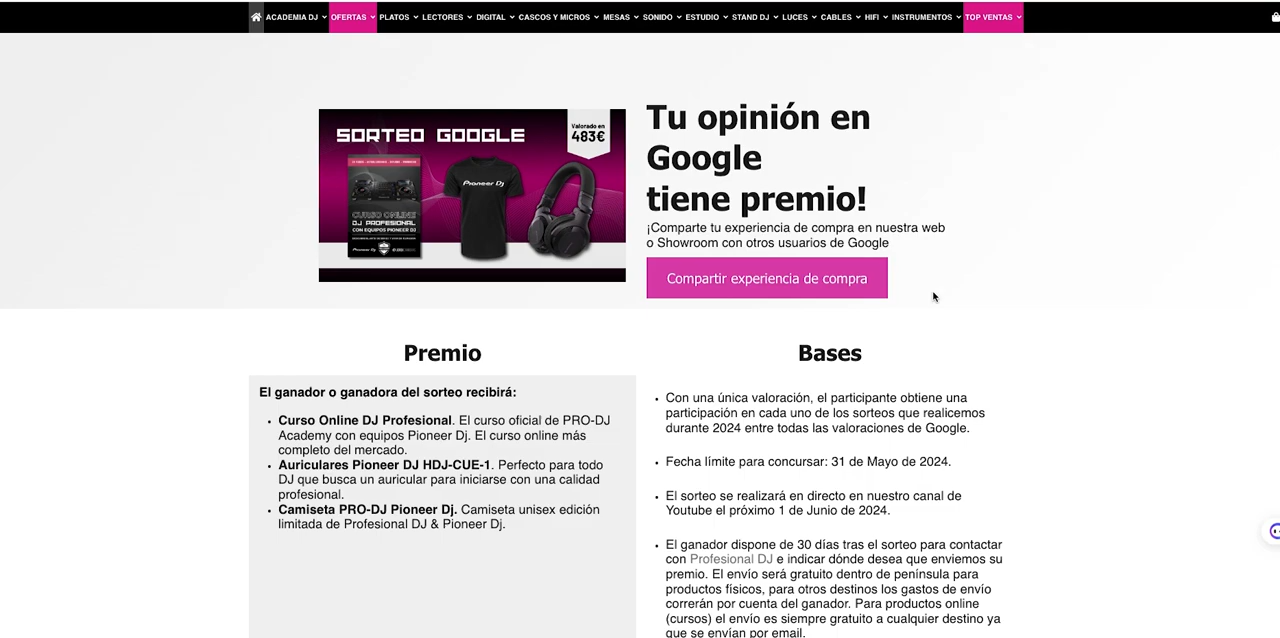 ACADEMIA DJ OFERTAS PLATOS LECTORES DIGITAL CASCOS Y MICROS MESAS SONIDO ESTUDIO STAND DJ LUCES CABLES HIFI INSTRUMENTOS TOP VENTAS
SORTEO GOOGLE
Valorado en
483€
Pioneer Dj
CURSO ONLINE
DJ PROFESIONAL
CON EQUIPOS PIONEER DJ
Tu opinión en
Google
tiene premio!
¡Comparte tu experiencia de compra en nuestra web
o Showroom con otros usuarios de Google
Compartir experiencia de compra
Premio
El ganador o ganadora del sorteo recibirá:
• Curso Online DJ Profesional. El curso oficial de PRO-DJ
Academy con equipos Pioneer Dj. El curso online más
completo del mercado.
• Auriculares Pioneer DJ HDJ-CUE-1. Perfecto para todo
DJ que busca un auricular para iniciarse con una calidad
profesional.
• Camiseta PRO-DJ Pioneer Dj. Camiseta unisex edición
limitada de Profesional DJ & Pioneer Dj.
Bases
• Con una única valoración, el participante obtiene una
participación en cada uno de los sorteos que realicemos
durante 2024 entre todas las valoraciones de Google.
• Fecha límite para concursar: 31 de Mayo de 2024.
• El sorteo se realizará en directo en nuestro canal de
Youtube el próximo 1 de Junio de 2024.
• El ganador dispone de 30 días tras el sorteo para contactar
con Profesional DJ e indicar dónde desea que enviemos su
premio. El envío será gratuito dentro de península para
productos físicos, para otros destinos los gastos de envío
correrán por cuenta del ganador. Para productos online
(cursos) el envío es siempre gratuito a cualquier destino ya
que se envían por email.